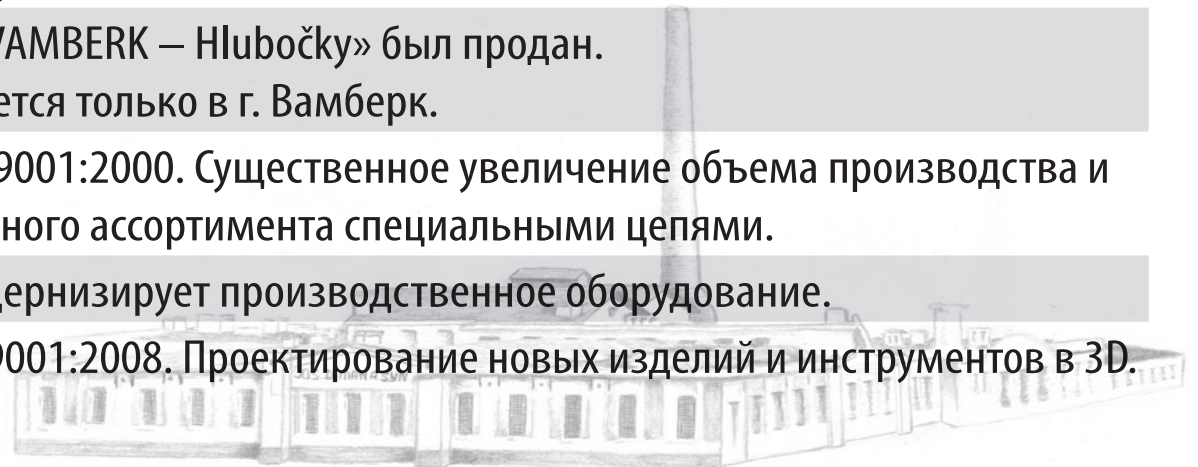 VAMBERK – Hlubočky» был продан.
ется только в г. Вамберк.
9001:2000. Существенное увеличение объема производства и
ного ассортимента специальными цепями.
дернизирует производственное оборудование.
9001:2008. Проектирование новых изделий и инструментов в 3D.